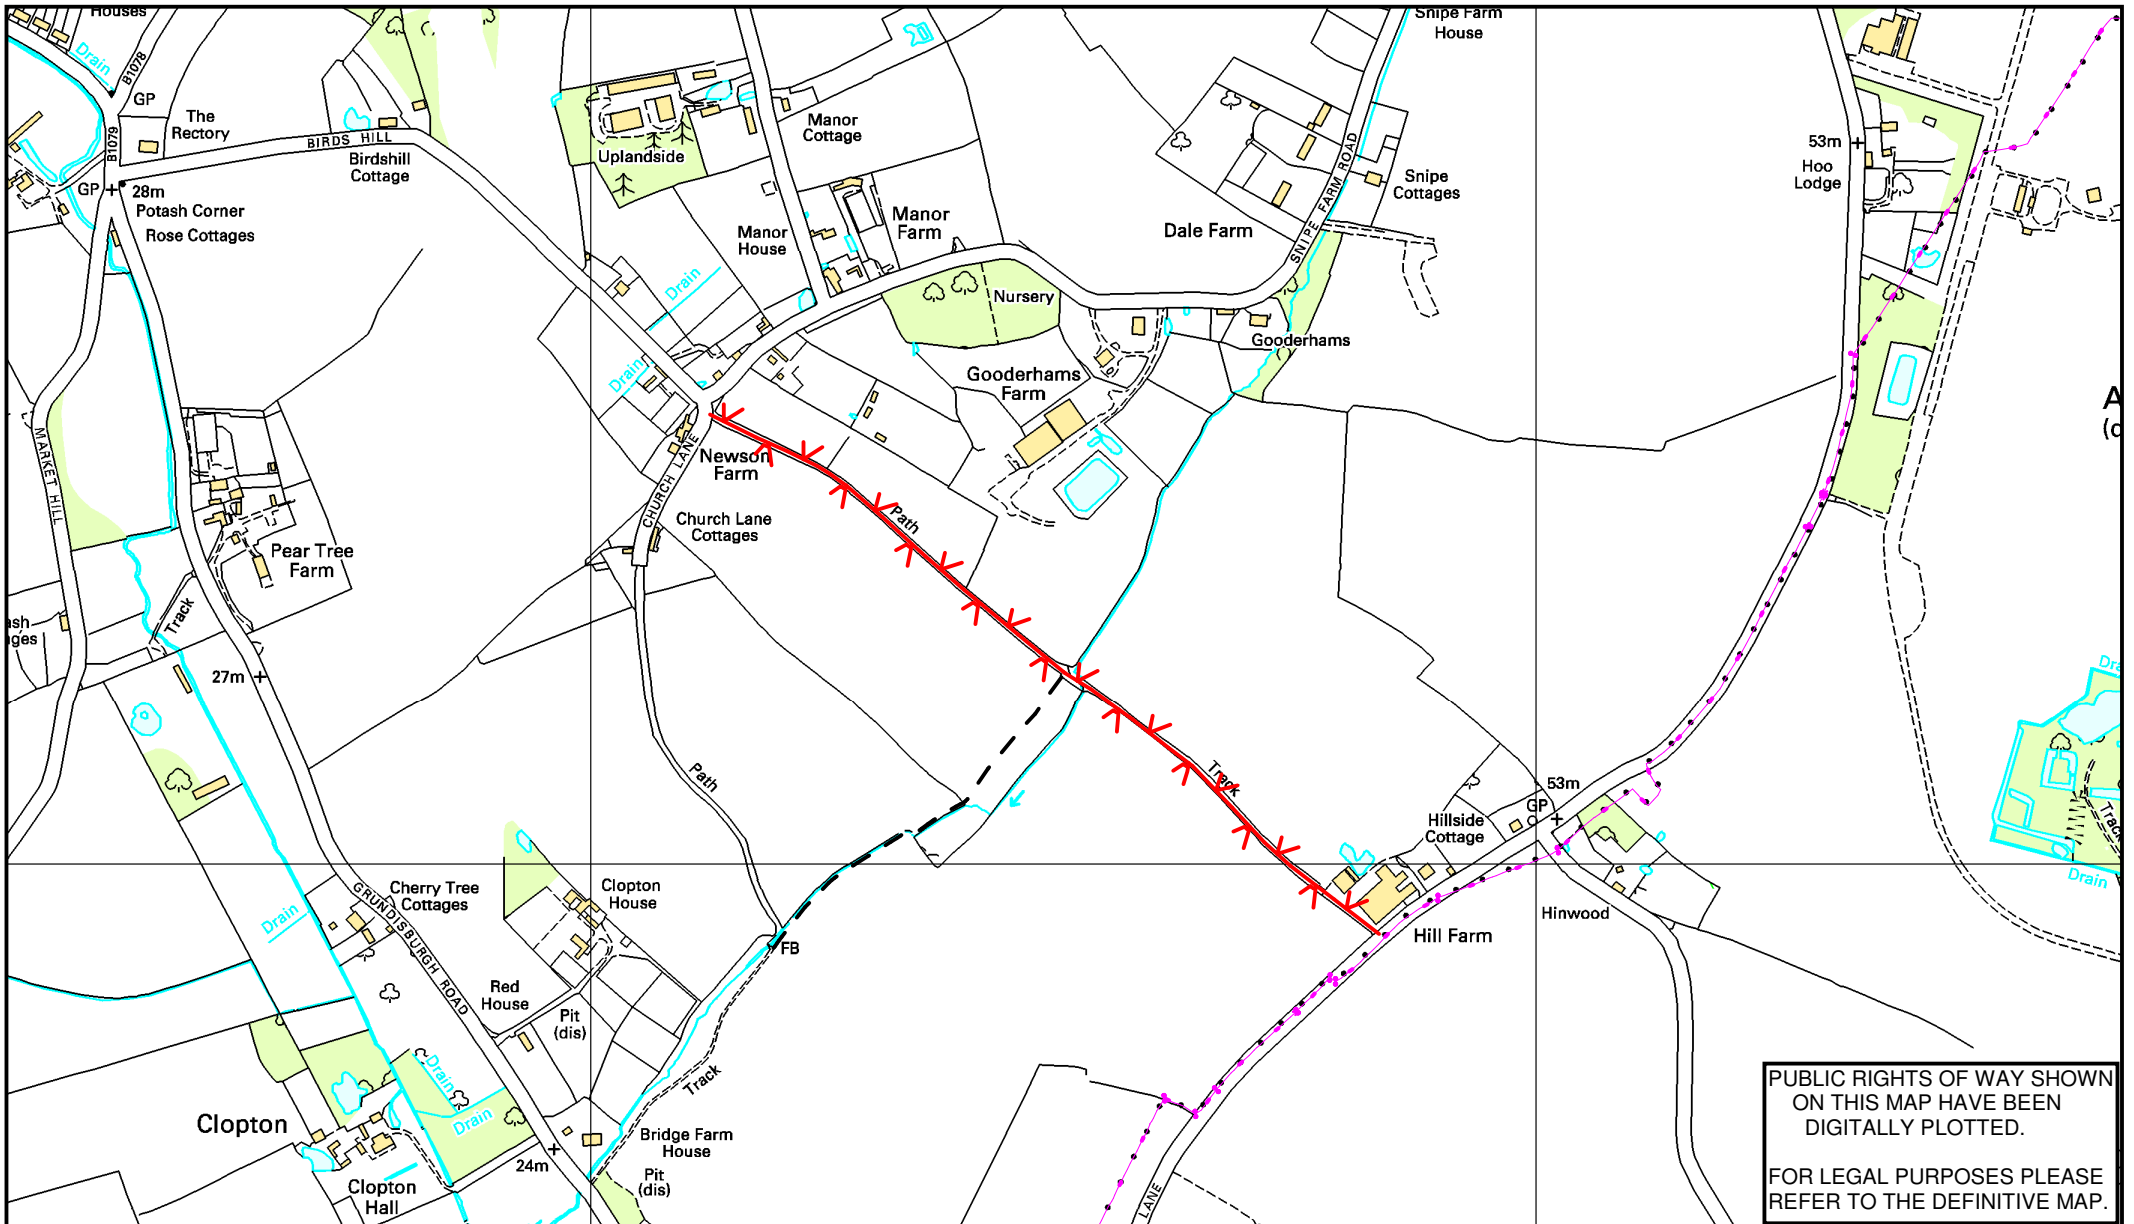 Houses
Drain
B1078
GP
The
Rectory
B1079
BIRDS HILL
Birdshill
Cottage
GP
28m
Potash Corner
Rose Cottages
Uplandside
Manor
Cottage
Manor
House
Manor
Farm
Drain
Drain
Nursery
Snipe Farm
House
SNIPE FARM ROAD
Snipe
Cottages
Dale Farm
Gooderhams
Gooderhams
Farm
53m
Hoo
Lodge
A
(d
MARKET HILL
Newson
Farm
CHURCH LANE
Church Lane
Cottages
Path
Pear Tree
Farm
Track
ash
ages
27m
Path
Track
53m
GP
Hillside
Cottage
Hinwood
Hill Farm
Drain
Track
Drain
Cherry Tree
Cottages
GRUNDISBURGH ROAD
Drain
Clopton
House
FB
Red
House
Pit
(dis)
Track
Drain
Drain
Clopton
24m
Clopton
Hall
Bridge Farm
House
Pit
(dis)
LANE
PUBLIC RIGHTS OF WAY SHOWN
ON THIS MAP HAVE BEEN
DIGITALLY PLOTTED.
FOR LEGAL PURPOSES PLEASE
REFER TO THE DEFINITIVE MAP.